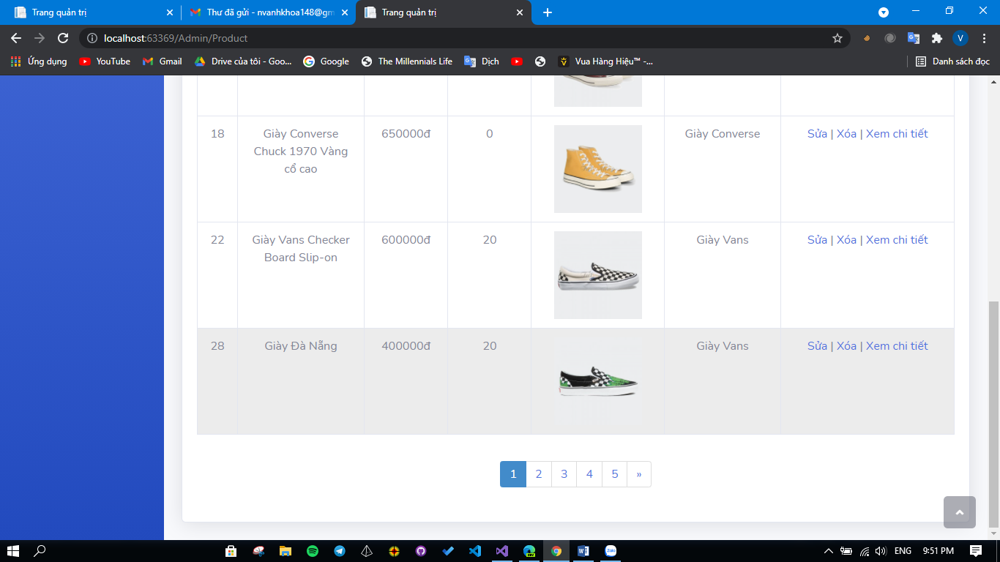 Trang quản trị
Thư đã gửi - nvanhkhoa148@gm
Trang quản trị
localhost:63369/Admin/Product
V
Ứng dụng
YouTube
Gmail
Drive của tôi - Goo...
Google
The Millennials Life
Dịch
Vua Hàng Hiệu™ -...
Danh sách đọc
18
Giày Converse
Chuck 1970 Vàng
cổ cao
650000đ
0
Giày Converse
Sửa | Xóa | Xem chi tiết
22
Giày Vans Checker
Board Slip-on
600000đ
20
Giày Vans
Sửa | Xóa | Xem chi tiết
28
Giày Đà Nẵng
400000đ
20
Giày Vans
Sửa | Xóa | Xem chi tiết
1 2 3 4 5 »
ENG
9:51 PM